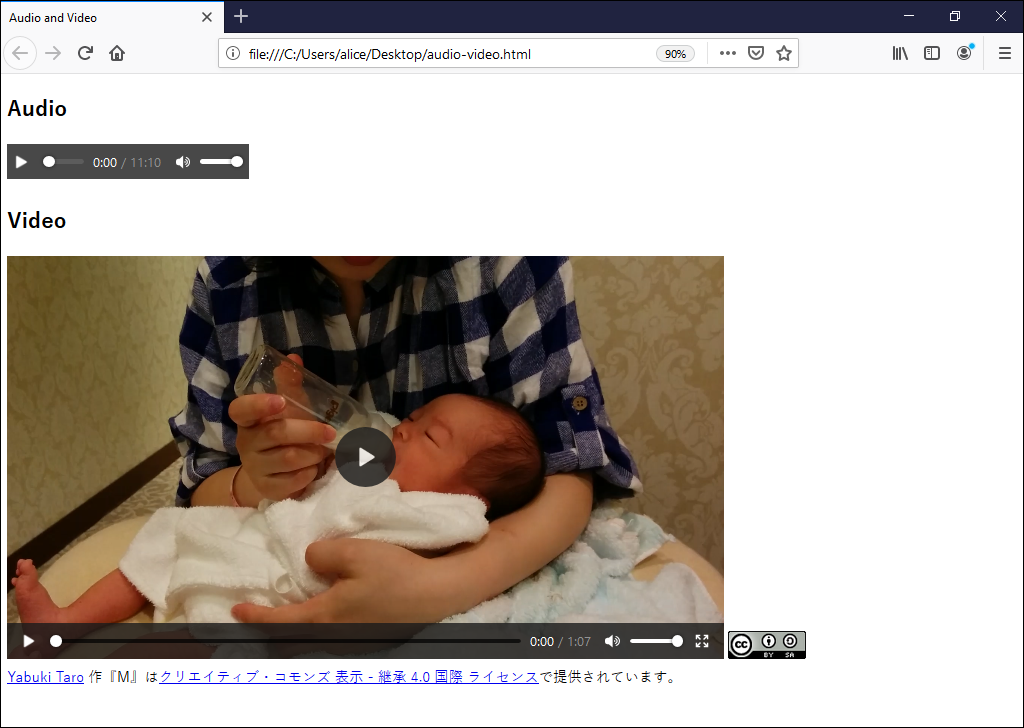 Audio and Video
file:///C:/Users/alice/Desktop/audio-video.html 90%
Audio
0:00 / 11:10
Video
0:00 / 1:07
cc BY SA
Yabuki Taro 作『M』はクリエイティブ・コモンズ 表示 - 継承 4.0 国際 ライセンスで提供されています。